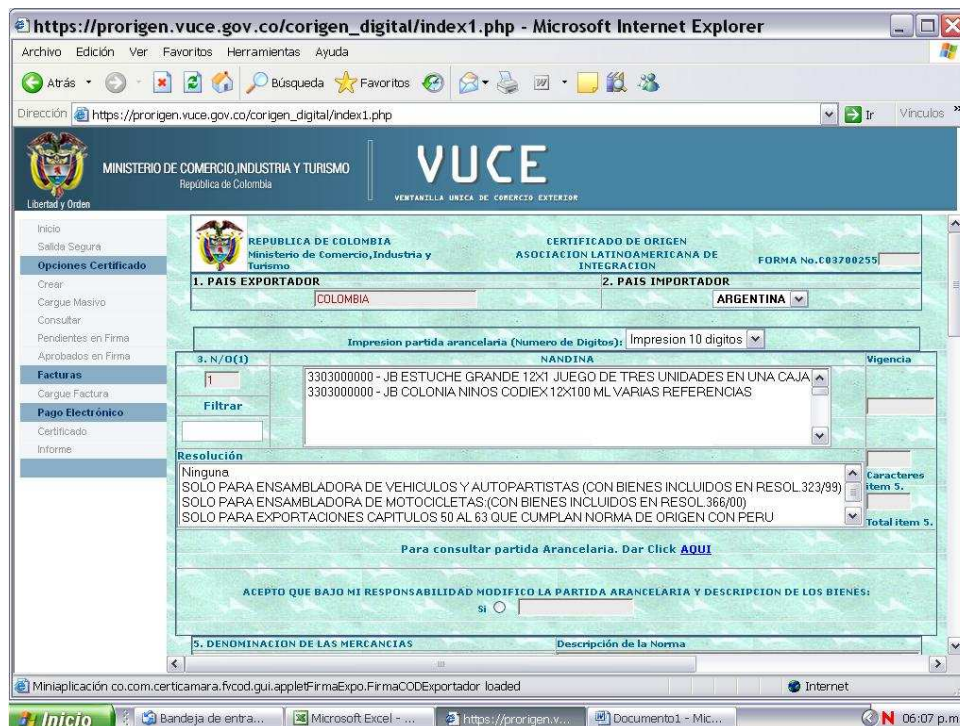 https://prorigen.vuce.gov.co/corigen_digital/index1.php - Microsoft Internet Explorer
Archivo Edición Ver Favoritos Herramientas Ayuda
Atrás Búsqueda Favoritos
Dirección https://prorigen.vuce.gov.co/corigen_digital/index1.php Ir Vínculos »
Libertad y Orden
MINISTERIO DE COMERCIO,INDUSTRIA Y TURISMO
República de Colombia
VUCE
VENTANILLA UNICA DE COMERCIO EXTERIOR
Inicio
Salida Segura
Opciones Certificado
Crear
Cargue Masivo
Consultar
Pendientes en Firma
Aprobados en Firma
Facturas
Cargue Factura
Pago Electrónico
Certificado
Informe
REPUBLICA DE COLOMBIA
Ministerio de Comercio,Industria y
Turismo
CERTIFICADO DE ORIGEN
ASOCIACION LATINOAMERICANA DE
INTEGRACION
FORMA No.C03700255
1. PAIS EXPORTADOR 2. PAIS IMPORTADOR
COLOMBIA ARGENTINA
Impresion partida arancelaria (Numero de Digitos): Impresion 10 digitos
3. N/O(1) NANDINA Vigencia
1
Filtrar
3303000000 - JB ESTUCHE GRANDE 12X1 JUEGO DE TRES UNIDADES EN UNA CAJA
3303000000 - JB COLONIA NINOS CODIEX 12X100 ML VARIAS REFERENCIAS
Resolución
Ninguna
SOLO PARA ENSAMBLADORA DE VEHICULOS Y AUTOPARTISTAS (CON BIENES INCLUIDOS EN RESOL.323/99)
SOLO PARA ENSAMBLADORA DE MOTOCICLETAS:(CON BIENES INCLUIDOS EN RESOL.366/00)
SOLO PARA EXPORTACIONES CAPITULOS 50 AL 63 QUE CUMPLAN NORMA DE ORIGEN CON PERU
Caracteres
item 5.
Total item 5.
Para consultar partida Arancelaria. Dar Click AQUI
ACEPTO QUE BAJO MI RESPONSABILIDAD MODIFICO LA PARTIDA ARANCELARIA Y DESCRIPCION DE LOS BIENES:
Si
5. DENOMINACION DE LAS MERCANCIAS Descripción de la Norma
Miniaplicación co.com.certicamara.fvcod.gui.appletFirmaExpo.FirmaCODExportador loaded Internet
Inicio Bandeja de entra... Microsoft Excel - ... https://prorigen.v... Documento1 - Mic... N 06:07 p.m.